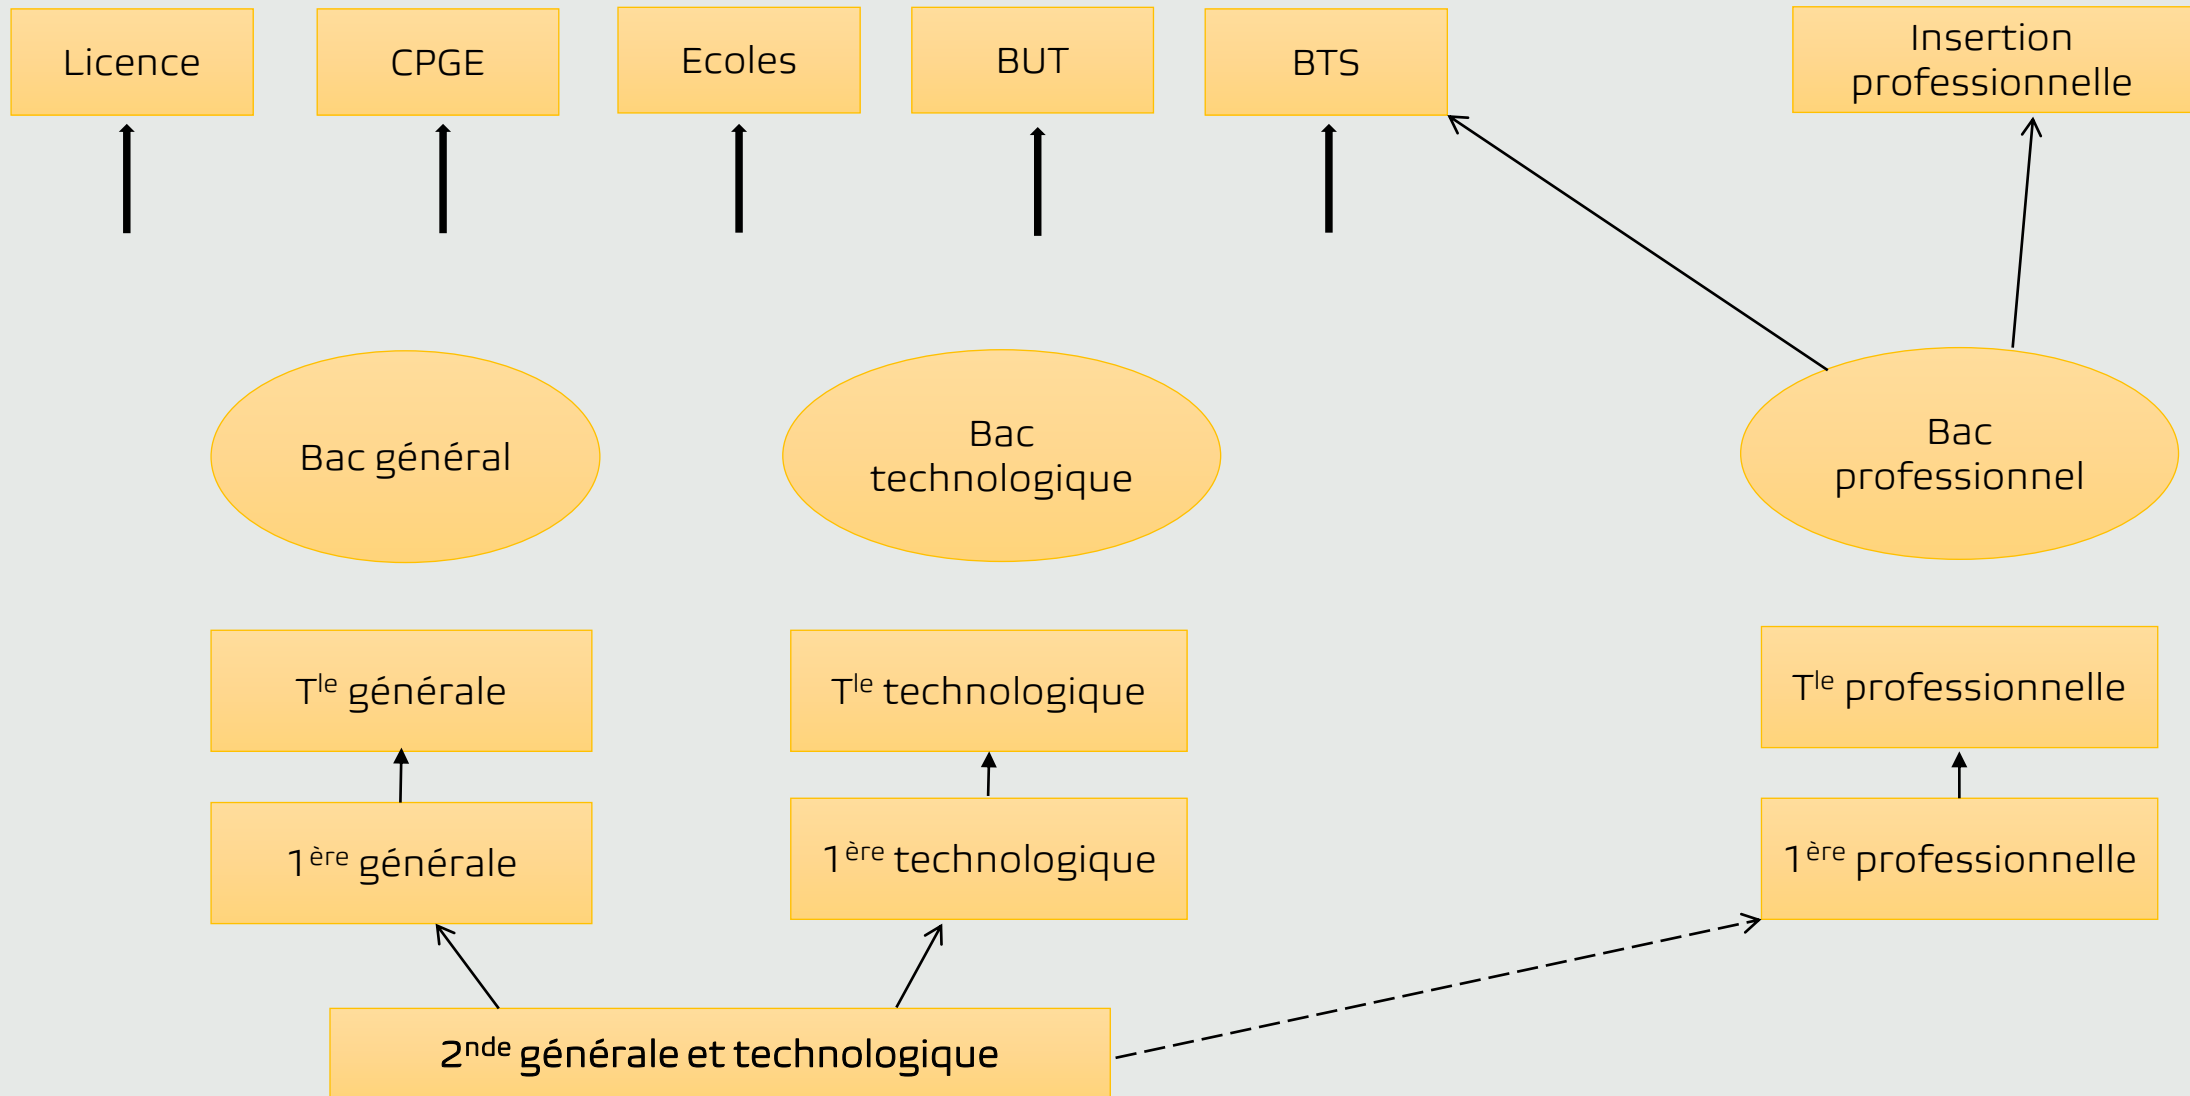 Licence
CPGE
Ecoles
BUT
BTS
Insertion
professionnelle
Bac général
Bac
technologique
Bac
professionnel
Tle générale
Tle technologique
Tle professionnelle
1ère générale
1ère technologique
1ère professionnelle
2nde générale et technologique